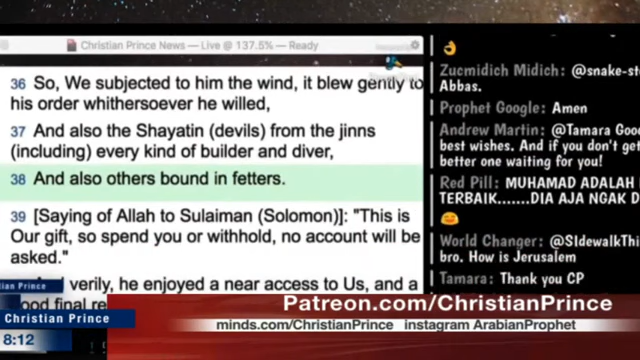 Christian Prince News — Live @ 137.5% — Ready
36 So, We subjected to him the wind, it blew gently to
his order whithersoever he willed,
37 And also the Shayatin (devils) from the jinns
(including) every kind of builder and diver,
38 And also others bound in fetters.
39 [Saying of Allah to Sulaiman (Solomon)]: "This is
Our gift, so spend you or withhold, no account will be
asked."
verily, he enjoyed a near access to Us, and a
final
Zucmidich Midich: @snake-st
Abbas.
Prophet Google: Amen
Andrew Martin: @Tamara Goo
best wishes. And if you don't get
better one waiting for you!
Red Pill: MUHAMAD ADALAH
TERBAIK.......DIA AJA NGAK D
World Changer: @SIdewalkThi
bro. How is Jerusalem
Tamara: Thank you CP
tian Prince
Christian Prince
8:12
Patreon.com/ChristianPrince
minds.com/ChristianPrince instagram ArabianProphet